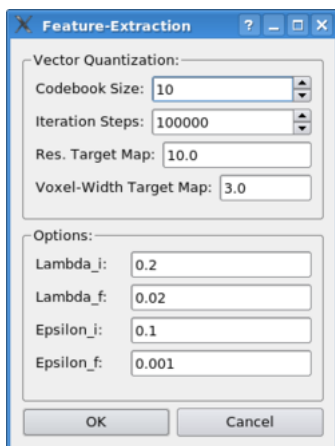 Feature-Extraction
Vector Quantization:
Codebook Size: 10
Iteration Steps: 100000
Res. Target Map: 10.0
Voxel-Width Target Map: 3.0
Options:
Lambda_i: 0.2
Lambda_f: 0.02
Epsilon_i: 0.1
Epsilon_f: 0.001
OK Cancel